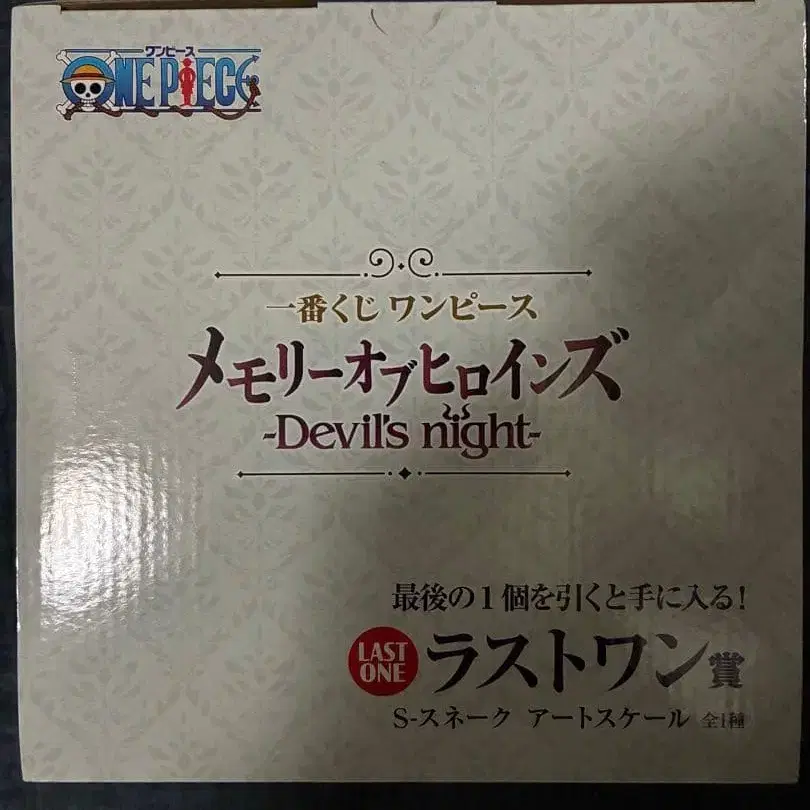 ワンピース
ONE PIECE
一番くじ ワンピース
メモリーオブヒロインズ
-Devil's night-
最後の1個を引くと手に入る!
LAST
ONE
ラストワン賞
S-スネーク アートスケール 全1種